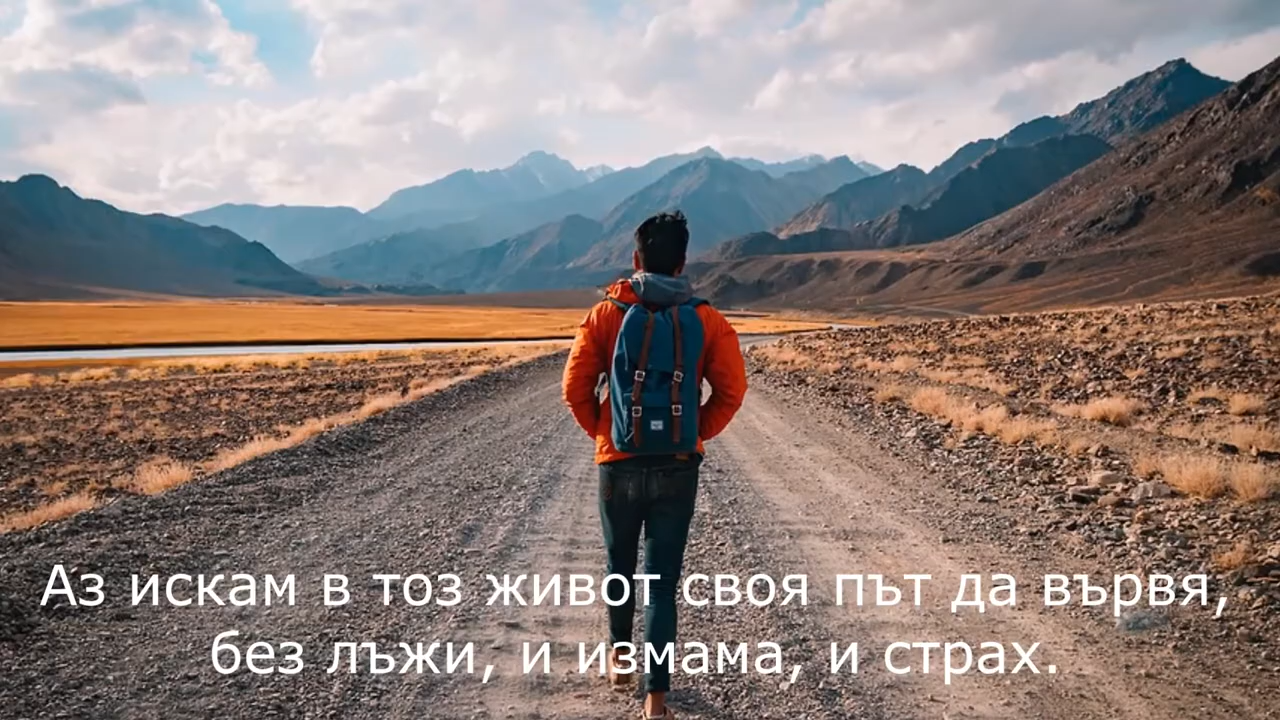 Аз искам в тоз живот своя път да вървя,
без лъжи, и измама, и страх.